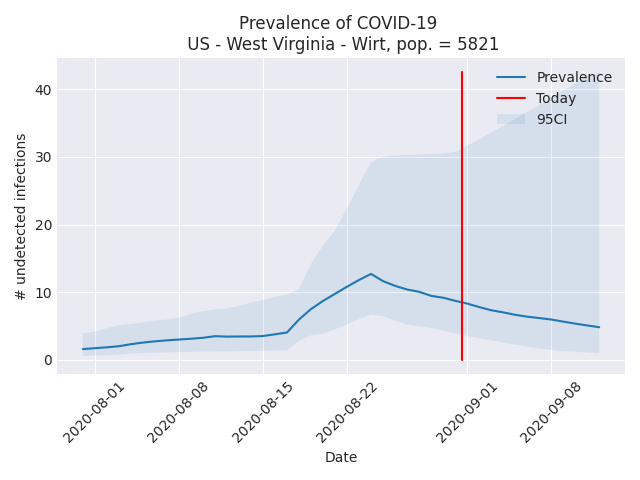 Prevalence of COVID-19
US - West Virginia - Wirt, pop. = 5821
Prevalence
Today
95CI
# undetected infections
40
30
20
10
0
2020-08-01
2020-08-08
2020-08-15
2020-08-22
2020-09-01
2020-09-08
Date